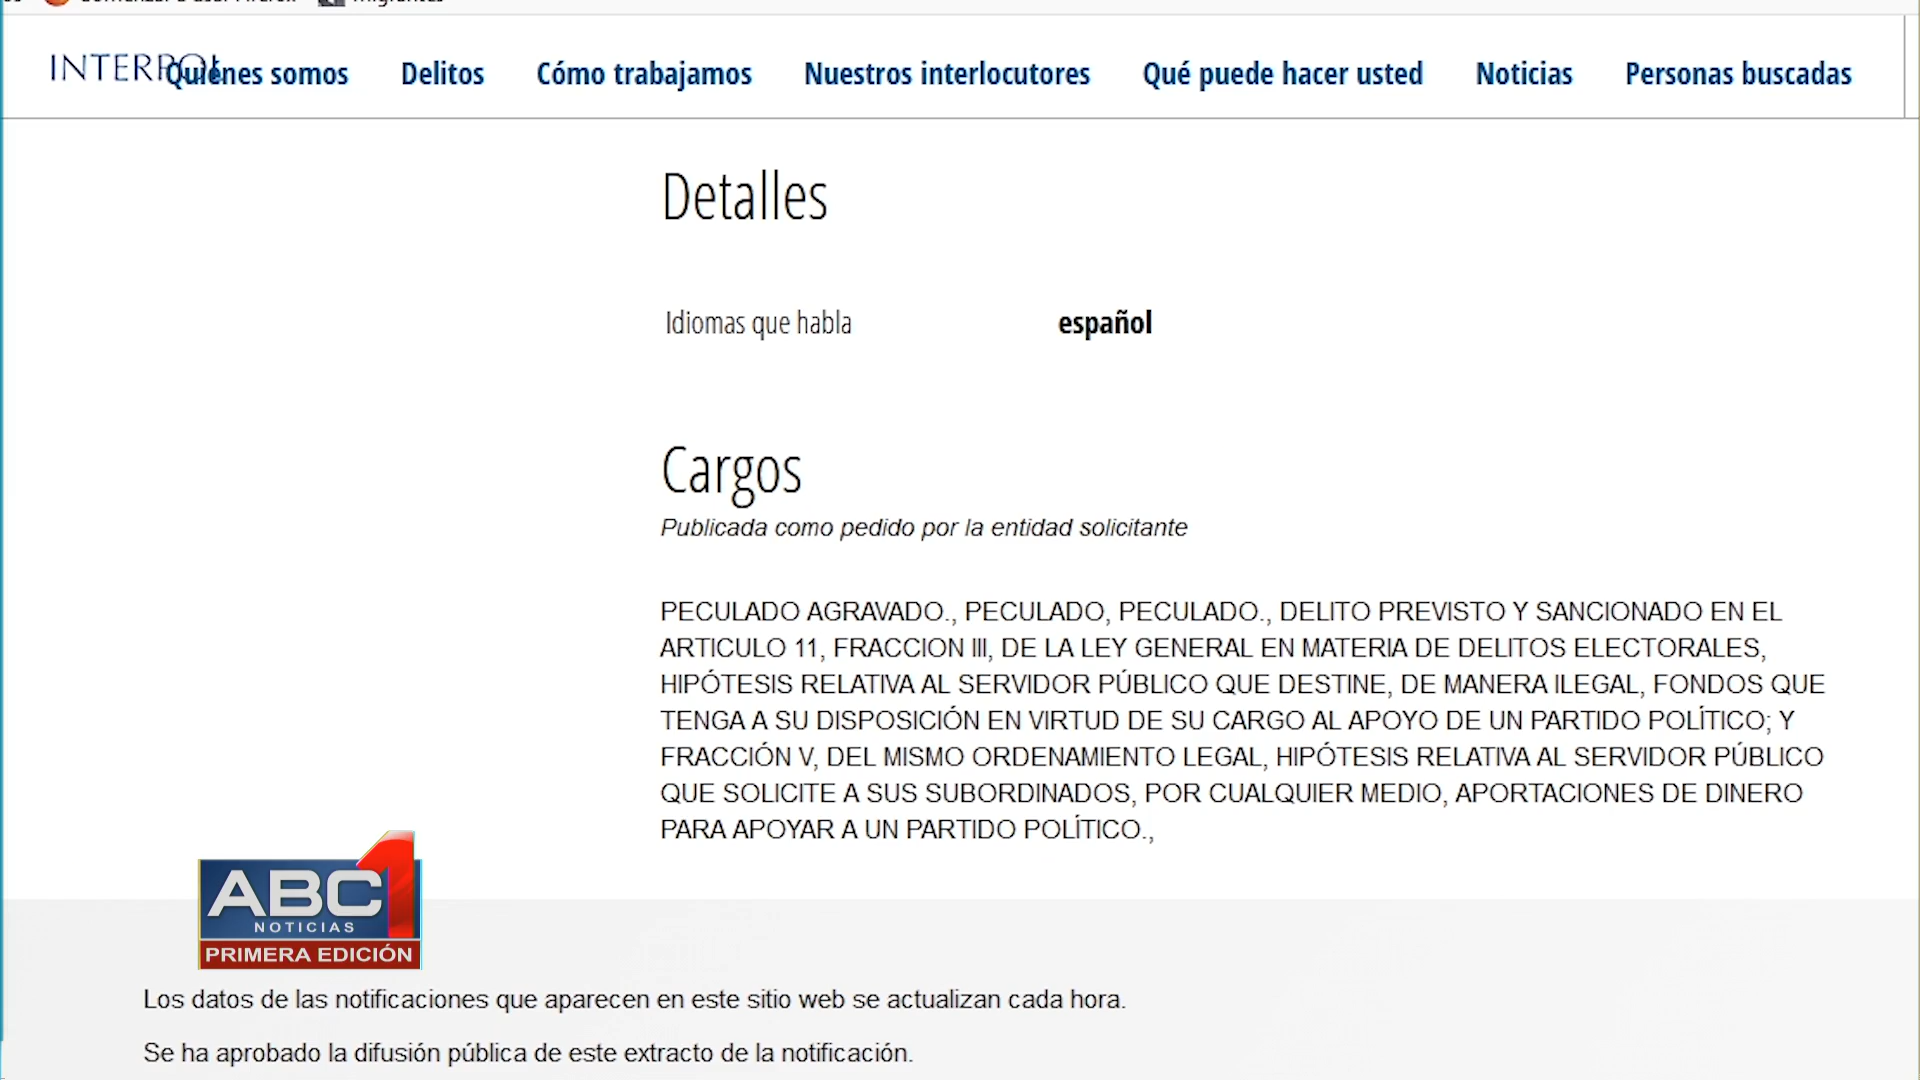 INTERPOL
Quiénes somos Delitos Cómo trabajamos Nuestros interlocutores Qué puede hacer usted Noticias Personas buscadas
Detalles
Idiomas que habla español
Cargos
Publicada como pedido por la entidad solicitante
PECULADO AGRAVADO., PECULADO, PECULADO., DELITO PREVISTO Y SANCIONADO EN EL
ARTICULO 11, FRACCION III, DE LA LEY GENERAL EN MATERIA DE DELITOS ELECTORALES,
HIPÓTESIS RELATIVA AL SERVIDOR PÚBLICO QUE DESTINE, DE MANERA ILEGAL, FONDOS QUE
TENGA A SU DISPOSICIÓN EN VIRTUD DE SU CARGO AL APOYO DE UN PARTIDO POLÍTICO; Y
FRACCIÓN V, DEL MISMO ORDENAMIENTO LEGAL, HIPÓTESIS RELATIVA AL SERVIDOR PÚBLICO
QUE SOLICITE A SUS SUBORDINADOS, POR CUALQUIER MEDIO, APORTACIONES DE DINERO
PARA APOYAR A UN PARTIDO POLÍTICO.,
ABC1
NOTICIAS
PRIMERA EDICIÓN
Los datos de las notificaciones que aparecen en este sitio web se actualizan cada hora.
Se ha aprobado la difusión pública de este extracto de la notificación.